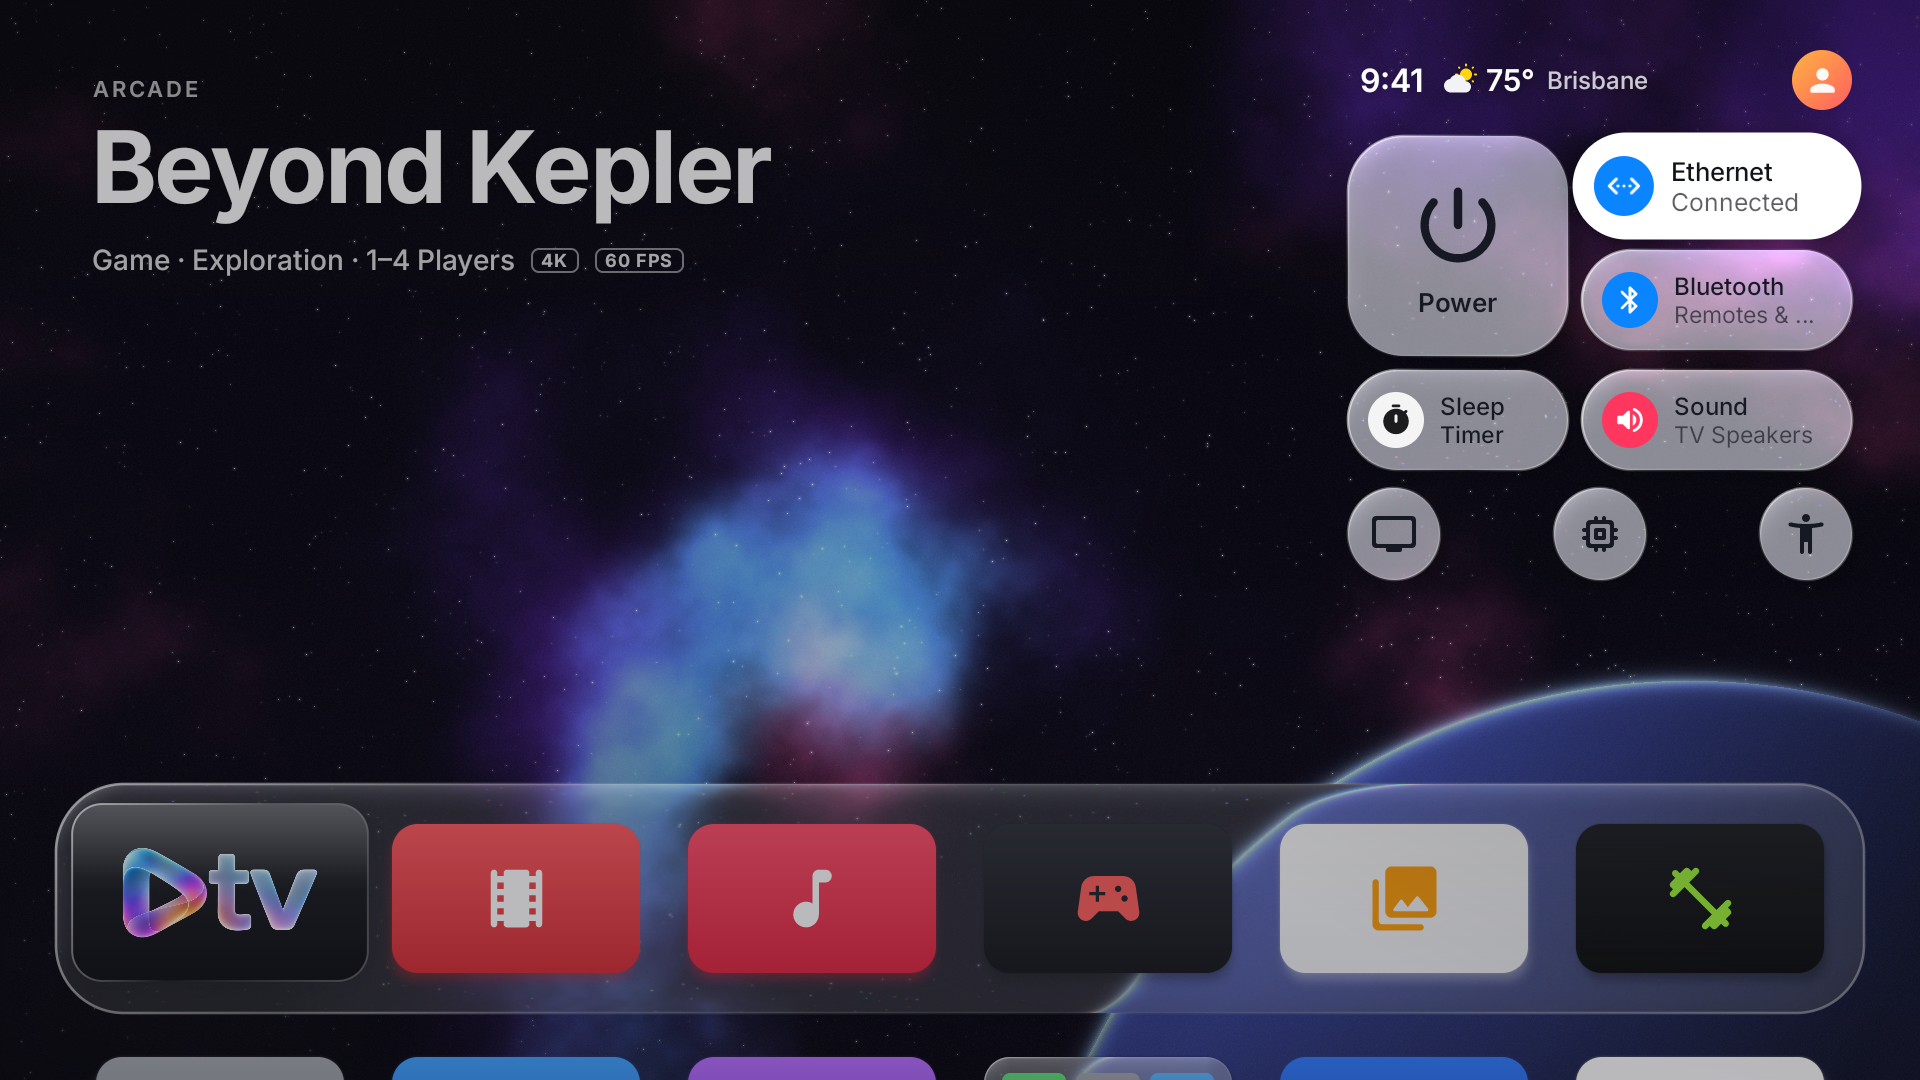 ARCADE
Beyond Kepler
Game · Exploration · 1–4 Players 4K 60 FPS
9:41 75° Brisbane
Power
Ethernet
Connected
Bluetooth
Remotes & ...
Sleep
Timer
Sound
TV Speakers
tv